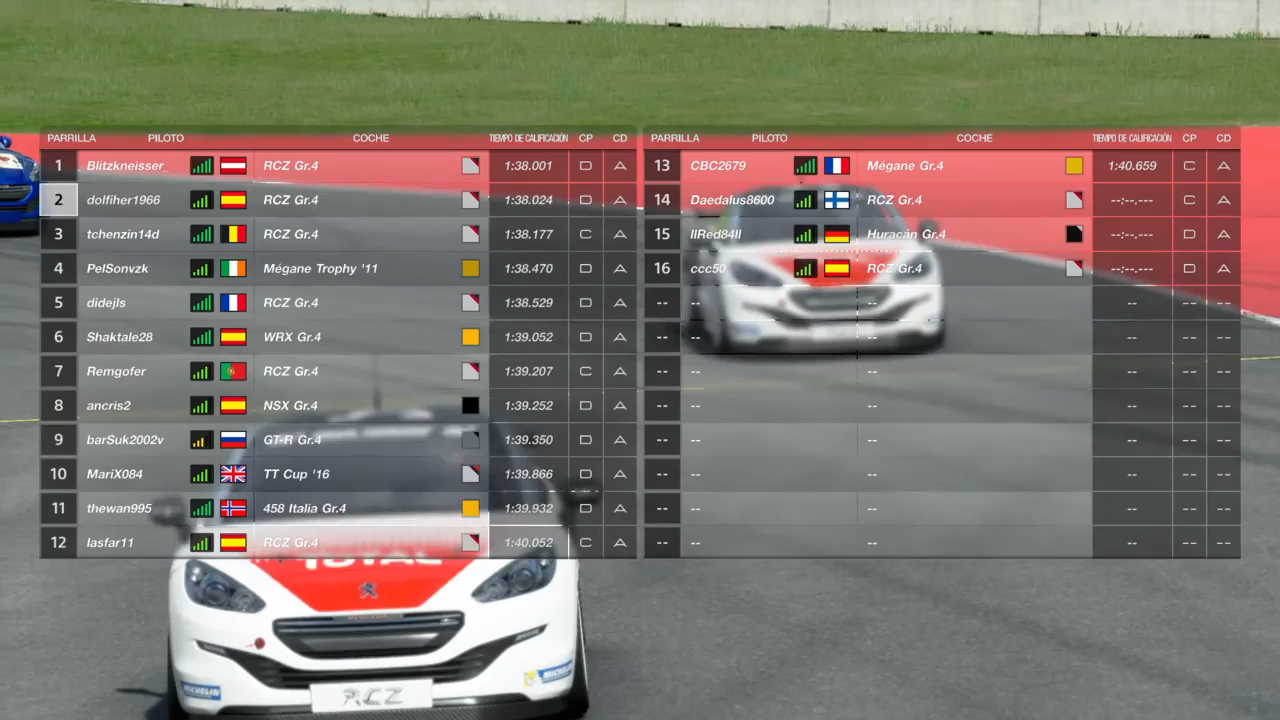 PARRILLA PILOTO COCHE TIEMPO DE CALIFICACIÓN CP CD
1 Blitzkneisser_ RCZ Gr.4 1:38.001 D A
2 dolfiher1966 RCZ Gr.4 1:38.024 D A
3 tchenzin14d RCZ Gr.4 1:38.177 C A
4 PelSonvzk Mégane Trophy '11 1:38.470 D A
5 didejls RCZ Gr.4 1:38.529 D A
6 Shaktale28 WRX Gr.4 1:39.052 D A
7 Remgofer RCZ Gr.4 1:39.207 C A
8 ancris2 NSX Gr.4 1:39.252 D A
9 barSuk2002v GT-R Gr.4 1:39.350 D A
10 MariX084 TT Cup '16 1:39.866 D A
11 thewan995 458 Italia Gr.4 1:39.932 D A
12 lasfar11 RCZ Gr.4 1:40.052 C A
PARRILLA PILOTO COCHE TIEMPO DE CALIFICACIÓN CP CD
13 CBC2679 Mégane Gr.4 1:40.659 C A
14 Daedalus8600 RCZ Gr.4 --:--.--- C A
15 llRed84ll Huracán Gr.4 --:--.--- D A
16 ccc50 RCZ Gr.4 --:--.--- D A
-- -- -- -- -- --
-- -- -- -- -- --
-- -- -- -- -- --
-- -- -- -- -- --
-- -- -- -- -- --
-- -- -- -- -- --
-- -- -- -- -- --
-- -- -- -- -- --
TOTAL
MICHELIN
RCZ
MICHELIN